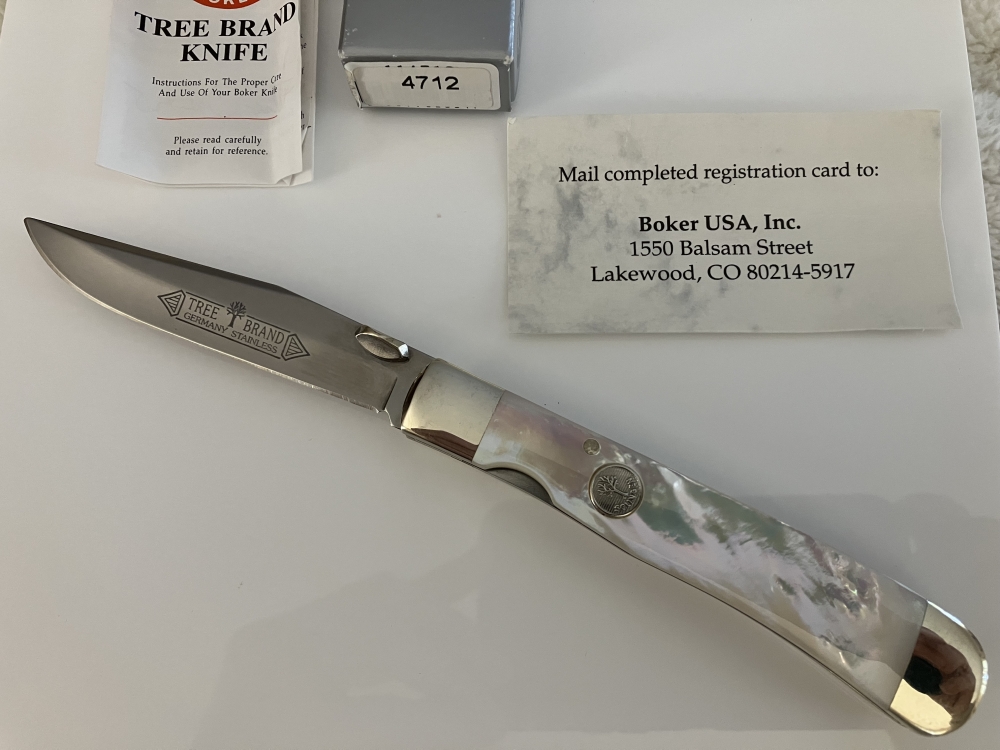 TREE BRAND
KNIFE
Instructions For The Proper Care
And Use Of Your Boker Knife
Please read carefully
and retain for reference.
4712
Mail completed registration card to:
Boker USA, Inc.
1550 Balsam Street
Lakewood, CO 80214-5917
TREE BRAND
GERMANY STAINLESS